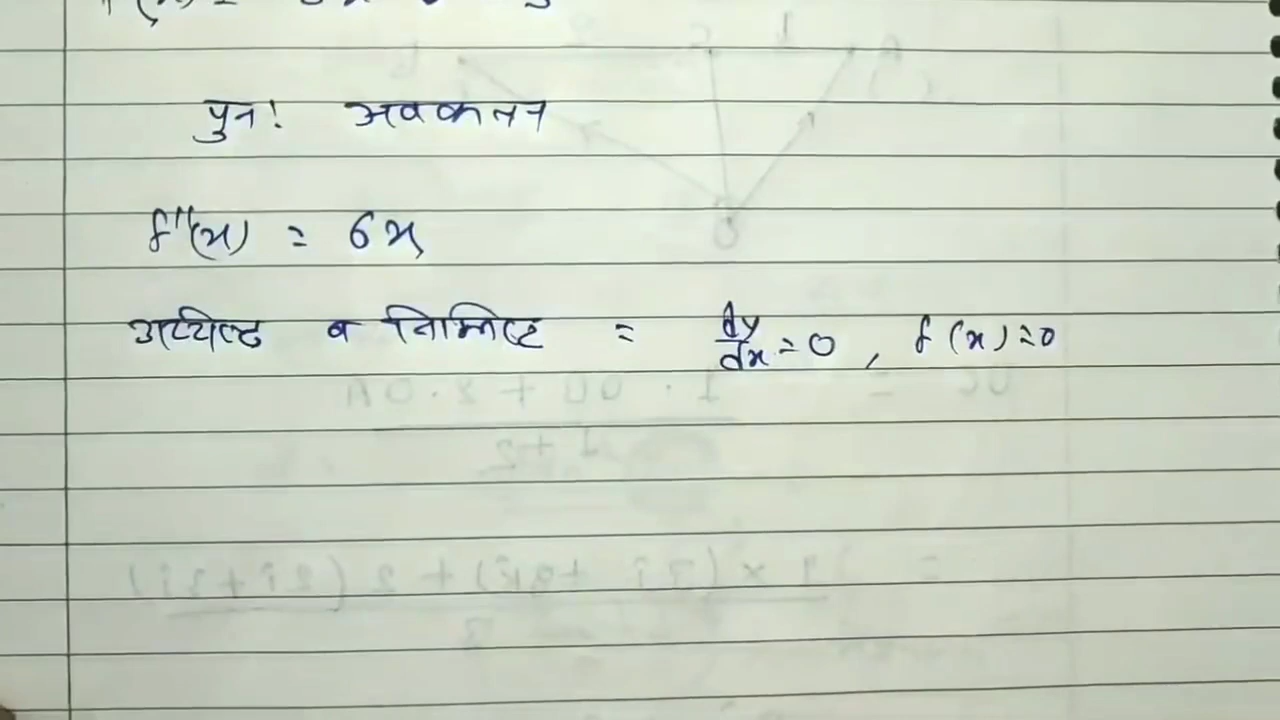 पुन: अवकलन
f''(x) = 6x
उच्चिष्ट व निम्निष्ट = dy/dx = 0, f(x) = 0